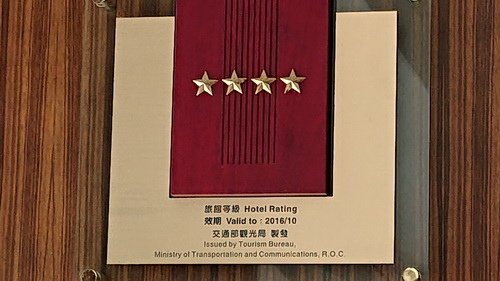 旅館等級 Hotel Rating
效期 Valid to : 2016/10
交通部觀光局 製發
Issued by Tourism Bureau,
Ministry of Transportation and Communications, R.O.C.